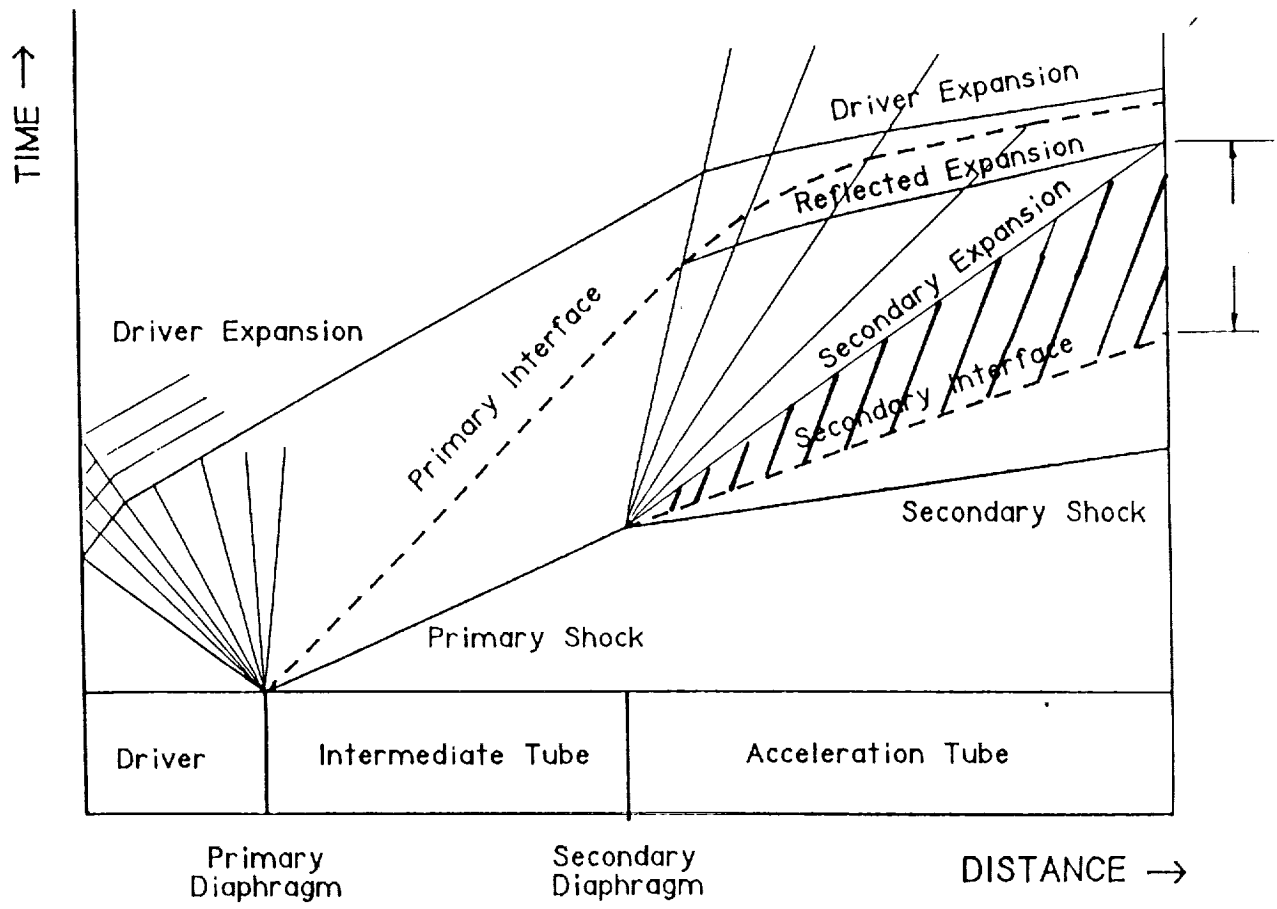 TIME →
Driver Expansion
Reflected Expansion
Secondary Expansion
Driver Expansion
Primary Interface
Secondary Interface
Secondary Shock
Primary Shock
Driver
Intermediate Tube
Acceleration Tube
Primary
Diaphragm
Secondary
Diaphragm
DISTANCE →